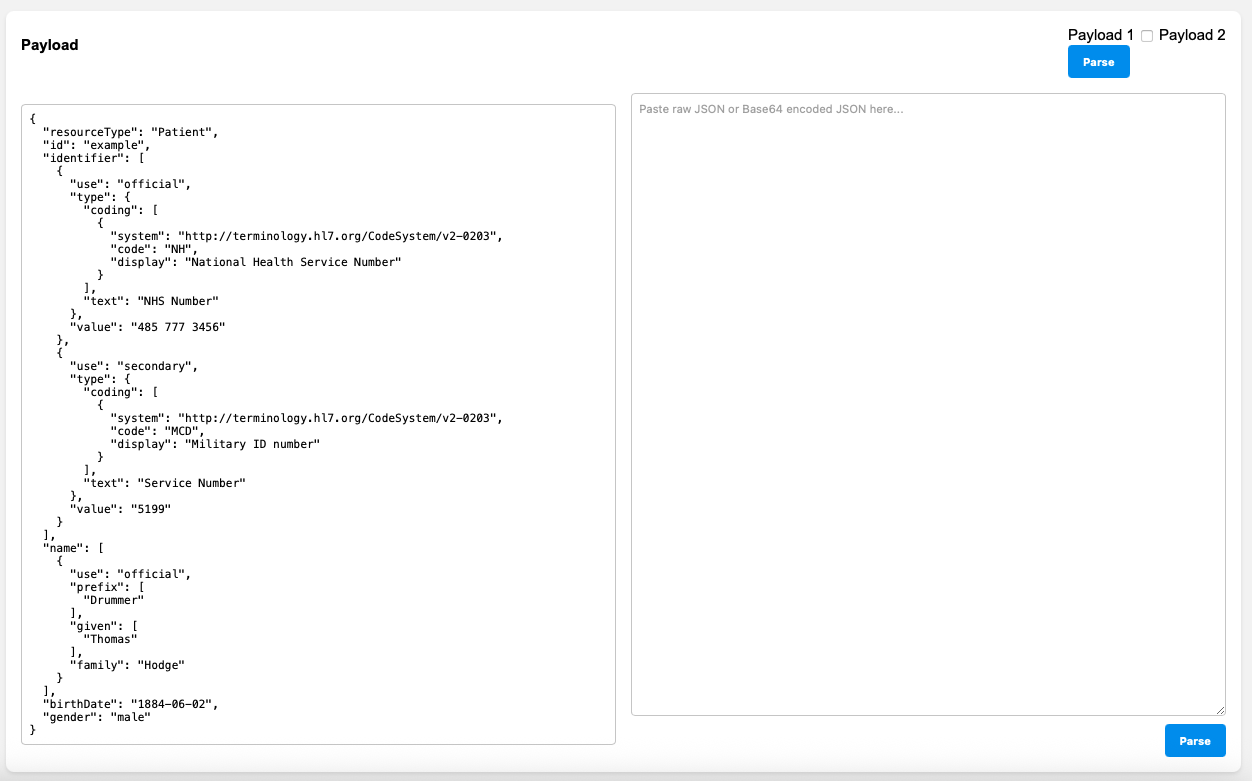 Payload
Payload 1 Payload 2
Parse
{
  "resourceType": "Patient",
  "id": "example",
  "identifier": [
    {
      "use": "official",
      "type": {
        "coding": [
          {
            "system": "http://terminology.hl7.org/CodeSystem/v2-0203",
            "code": "NH",
            "display": "National Health Service Number"
          }
        ],
        "text": "NHS Number"
      },
      "value": "485 777 3456"
    },
    {
      "use": "secondary",
      "type": {
        "coding": [
          {
            "system": "http://terminology.hl7.org/CodeSystem/v2-0203",
            "code": "MCD",
            "display": "Military ID number"
          }
        ],
        "text": "Service Number"
      },
      "value": "5199"
    }
  ],
  "name": [
    {
      "use": "official",
      "prefix": [
        "Drummer"
      ],
      "given": [
        "Thomas"
      ],
      "family": "Hodge"
    }
  ],
  "birthDate": "1884-06-02",
  "gender": "male"
}
Paste raw JSON or Base64 encoded JSON here...
Parse